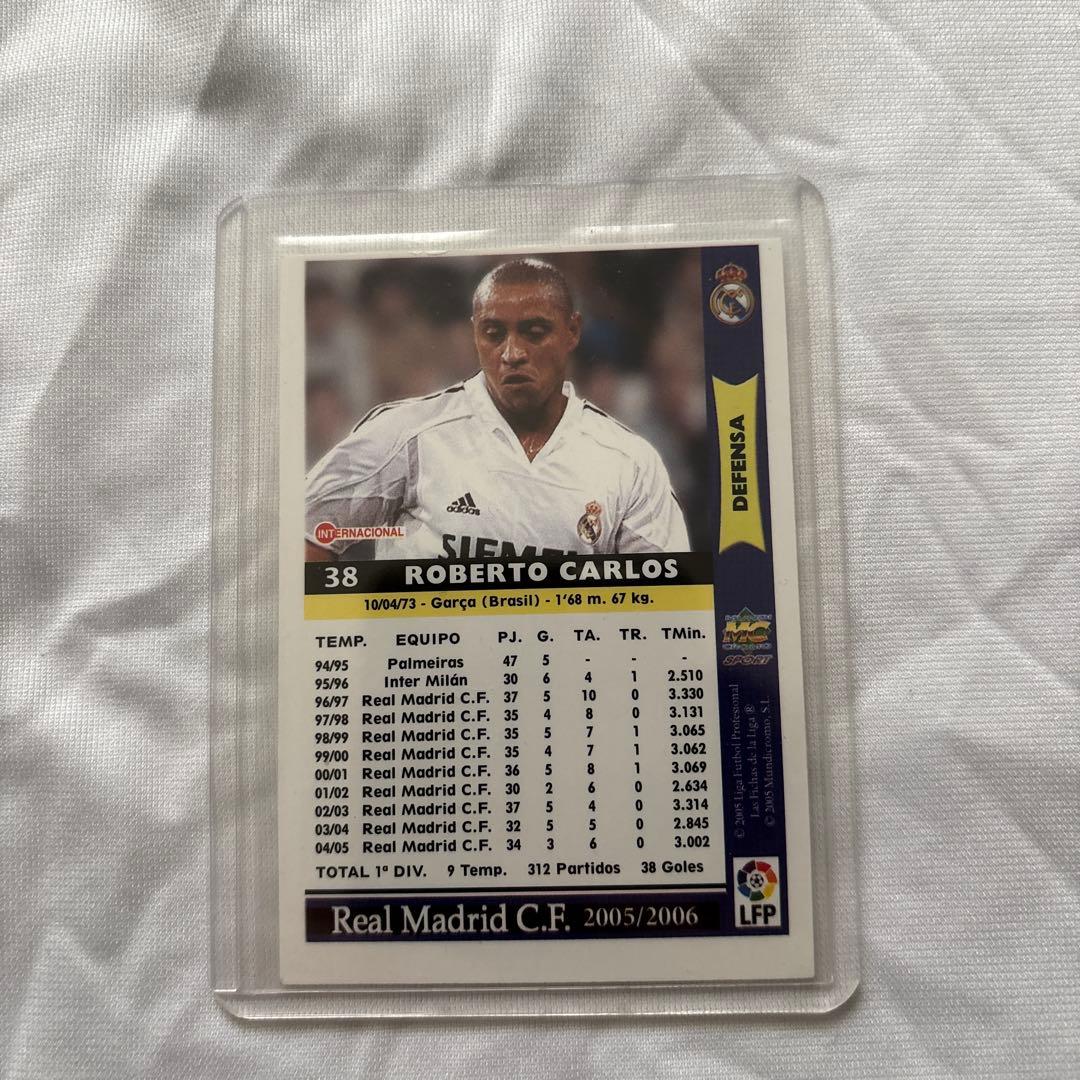 DEFENSA
adidas
SIEMENS
INTERNACIONAL
38 ROBERTO CARLOS
10/04/73 - Garça (Brasil) - 1'68 m. 67 kg.
TEMP. EQUIPO PJ. G. TA. TR. TMin.
94/95 Palmeiras 47 5 - - -
95/96 Inter Milán 30 6 4 1 2.510
96/97 Real Madrid C.F. 37 5 10 0 3.330
97/98 Real Madrid C.F. 35 4 8 0 3.131
98/99 Real Madrid C.F. 35 5 7 1 3.065
99/00 Real Madrid C.F. 35 4 7 1 3.062
00/01 Real Madrid C.F. 36 5 8 1 3.069
01/02 Real Madrid C.F. 30 2 6 0 2.634
02/03 Real Madrid C.F. 37 5 4 0 3.314
03/04 Real Madrid C.F. 32 5 5 0 2.845
04/05 Real Madrid C.F. 34 3 6 0 3.002
TOTAL 1ª DIV. 9 Temp. 312 Partidos 38 Goles
Real Madrid C.F. 2005/2006
MC
SPORT
© 2005 Liga Futbol Profesional
Las Fichas de la Liga ®
© 2005 Mundicromo, S.L.
LFP